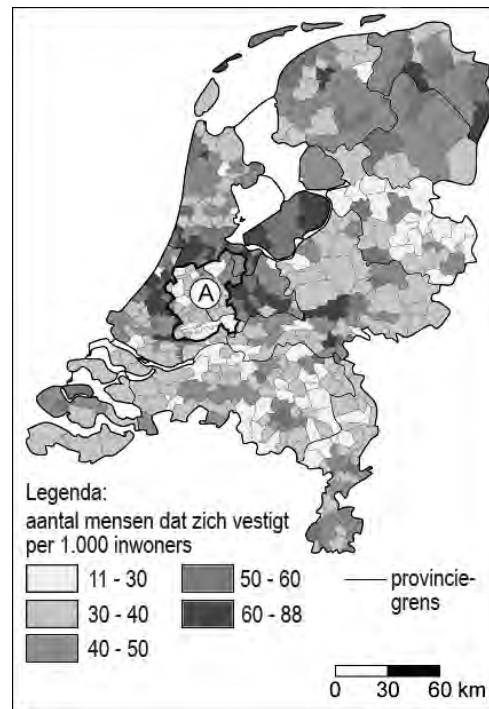 A
Legenda:
aantal mensen dat zich vestigt
per 1.000 inwoners
11 - 30
50 - 60
provincie-
grens
30 - 40
60 - 88
40 - 50
0 30 60 km